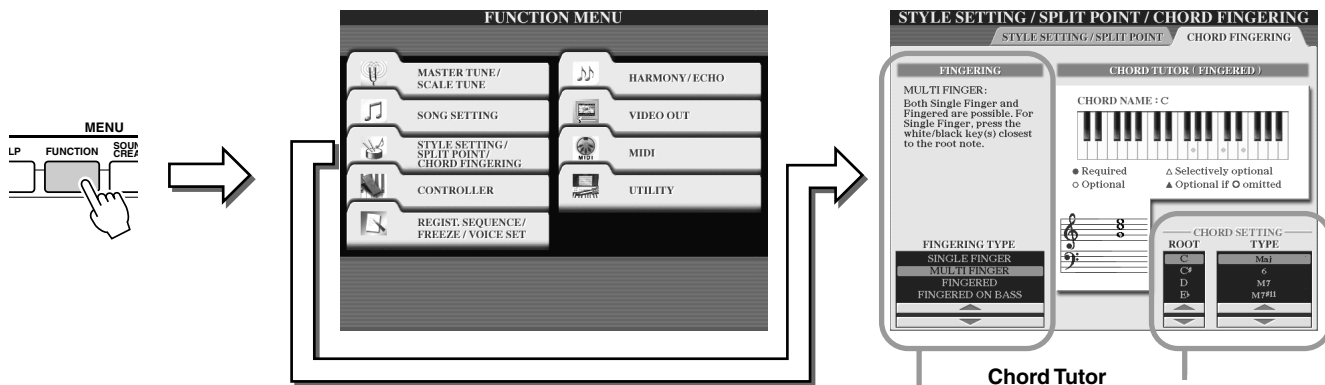 MENU
LP
FUNCTION
SOUN
CREA
FUNCTION MENU
MASTER TUNE /
SCALE TUNE
SONG SETTING
STYLE SETTING /
SPLIT POINT /
CHORD FINGERING
CONTROLLER
REGIST. SEQUENCE /
FREEZE / VOICE SET
HARMONY / ECHO
VIDEO OUT
MIDI
MIDI
UTILITY
STYLE SETTING / SPLIT POINT / CHORD FINGERING
STYLE SETTING / SPLIT POINT
CHORD FINGERING
FINGERING
MULTI FINGER:
Both Single Finger and
Fingered are possible. For
Single Finger, press the
white/black key(s) closest
to the root note.
FINGERING TYPE
SINGLE FINGER
MULTI FINGER
FINGERED
FINGERED ON BASS
CHORD TUTOR ( FINGERED )
CHORD NAME : C
● Required
△ Selectively optional
○ Optional
▲ Optional if O omitted
CHORD SETTING
ROOT
TYPE
C
Maj
C♯
6
D
M7
E♭
M7♯11
Chord Tutor